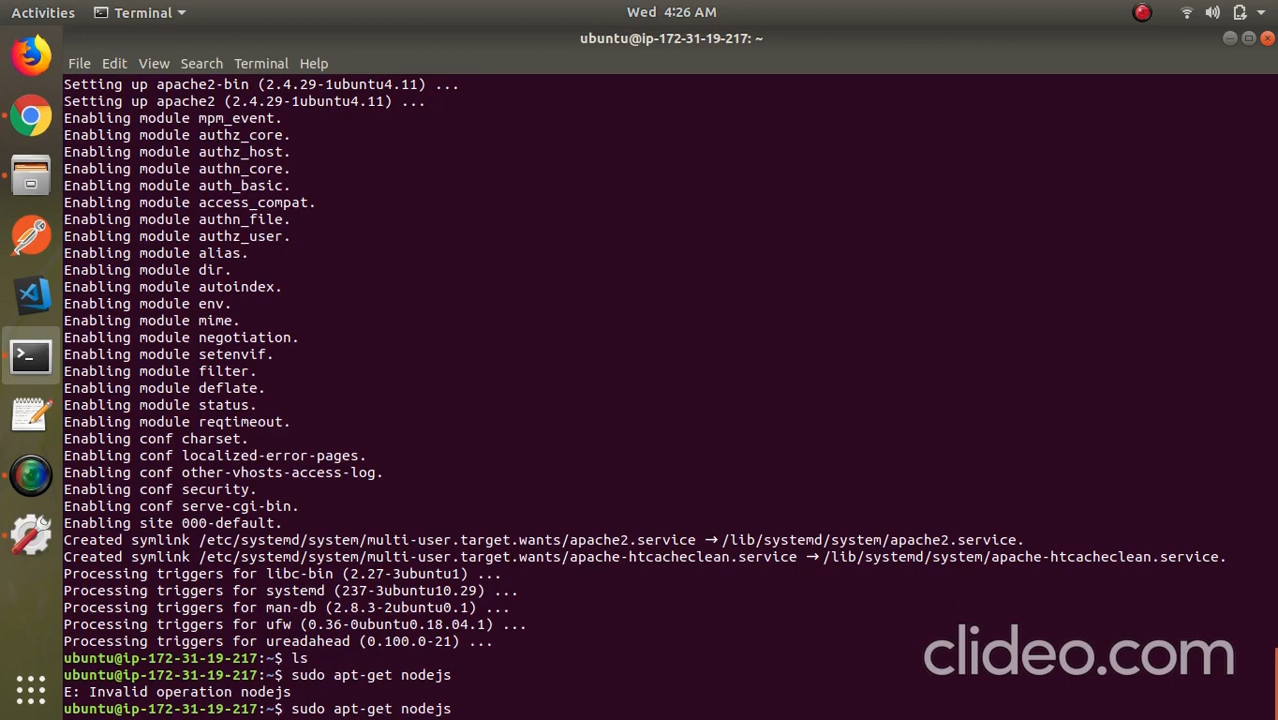 Activities Terminal Wed 4:26 AM
ubuntu@ip-172-31-19-217: ~
File Edit View Search Terminal Help
Setting up apache2-bin (2.4.29-1ubuntu4.11) ...
Setting up apache2 (2.4.29-1ubuntu4.11) ...
Enabling module mpm_event.
Enabling module authz_core.
Enabling module authz_host.
Enabling module authn_core.
Enabling module auth_basic.
Enabling module access_compat.
Enabling module authn_file.
Enabling module authz_user.
Enabling module alias.
Enabling module dir.
Enabling module autoindex.
Enabling module env.
Enabling module mime.
Enabling module negotiation.
Enabling module setenvif.
Enabling module filter.
Enabling module deflate.
Enabling module status.
Enabling module reqtimeout.
Enabling conf charset.
Enabling conf localized-error-pages.
Enabling conf other-vhosts-access-log.
Enabling conf security.
Enabling conf serve-cgi-bin.
Enabling site 000-default.
Created symlink /etc/systemd/system/multi-user.target.wants/apache2.service → /lib/systemd/system/apache2.service.
Created symlink /etc/systemd/system/multi-user.target.wants/apache-htcacheclean.service → /lib/systemd/system/apache-htcacheclean.service.
Processing triggers for libc-bin (2.27-3ubuntu1) ...
Processing triggers for systemd (237-3ubuntu10.29) ...
Processing triggers for man-db (2.8.3-2ubuntu0.1) ...
Processing triggers for ufw (0.36-0ubuntu0.18.04.1) ...
Processing triggers for ureadahead (0.100.0-21) ...
ubuntu@ip-172-31-19-217:~$ ls
ubuntu@ip-172-31-19-217:~$ sudo apt-get nodejs
E: Invalid operation nodejs
ubuntu@ip-172-31-19-217:~$ sudo apt-get nodejs
clideo.com